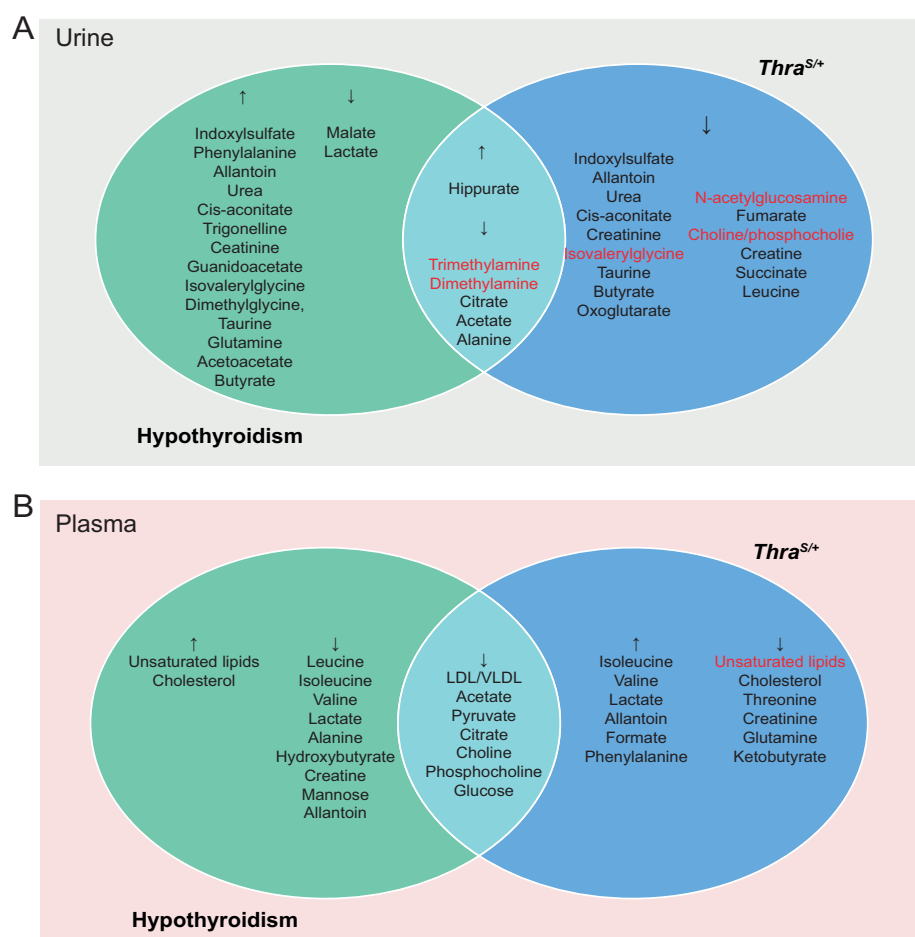 A
Urine
Thra^S/+
↑
Indoxylsulfate
Phenylalanine
Allantoin
Urea
Cis-aconitate
Trigonelline
Ceatinine
Guanidoacetate
Isovalerylglycine
Dimethylglycine,
Taurine
Glutamine
Acetoacetate
Butyrate
↓
Malate
Lactate
↑
Hippurate
↓
Trimethylamine
Dimethylamine
Citrate
Acetate
Alanine
↓
Indoxylsulfate
Allantoin
Urea
Cis-aconitate
Creatinine
Isovalerylglycine
Taurine
Butyrate
Oxoglutarate
N-acetylglucosamine
Fumarate
Choline/phosphocholie
Creatine
Succinate
Leucine
Hypothyroidism
B
Plasma
Thra^S/+
↑
Unsaturated lipids
Cholesterol
↓
Leucine
Isoleucine
Valine
Lactate
Alanine
Hydroxybutyrate
Creatine
Mannose
Allantoin
↓
LDL/VLDL
Acetate
Pyruvate
Citrate
Choline
Phosphocholine
Glucose
↑
Isoleucine
Valine
Lactate
Allantoin
Formate
Phenylalanine
↓
Unsaturated lipids
Cholesterol
Threonine
Creatinine
Glutamine
Ketobutyrate
Hypothyroidism